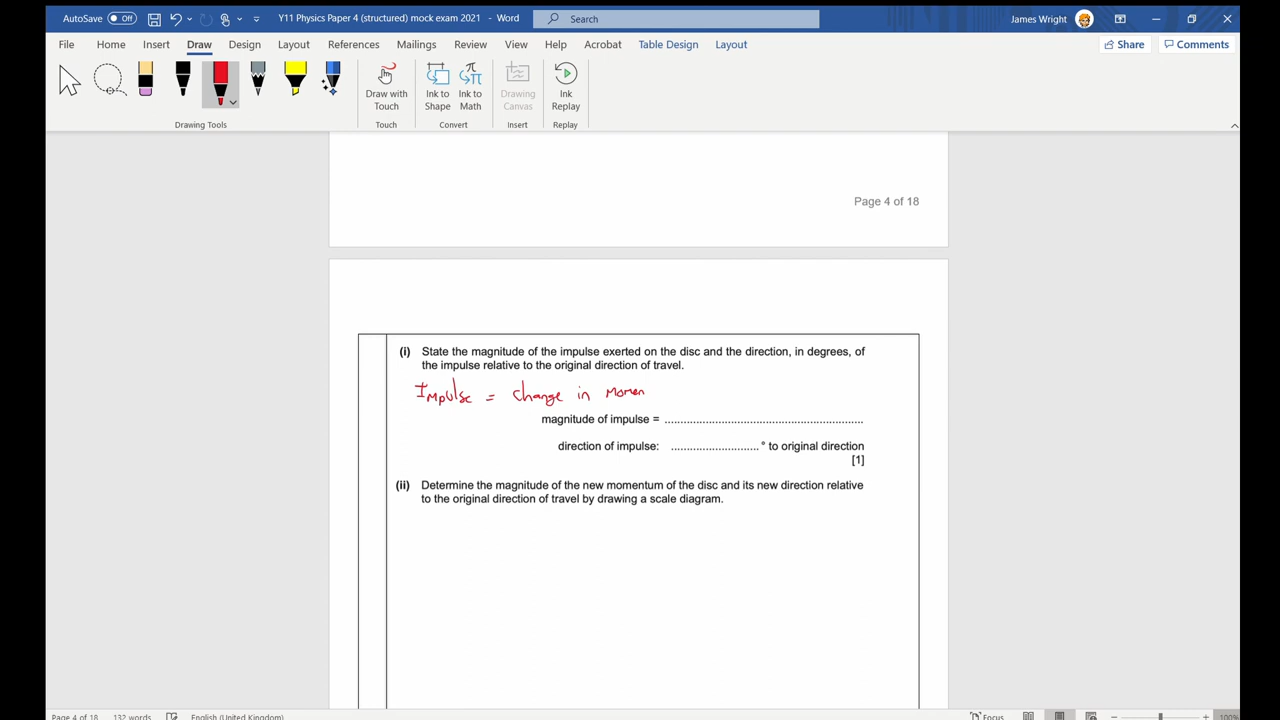 AutoSave Off Y11 Physics Paper 4 (structured) mock exam 2021 - Word Search James Wright
File Home Insert Draw Design Layout References Mailings Review View Help Acrobat Table Design Layout Share Comments
Draw with Touch
Ink to Shape
Ink to Math
Drawing Canvas
Ink Replay
Drawing Tools Touch Convert Insert Replay
Page 4 of 18
(i) State the magnitude of the impulse exerted on the disc and the direction, in degrees, of
the impulse relative to the original direction of travel.
Impulse = change in momen
magnitude of impulse = ..............................................................
direction of impulse: ........................... ° to original direction
[1]
(ii) Determine the magnitude of the new momentum of the disc and its new direction relative
to the original direction of travel by drawing a scale diagram.
Page 4 of 18 132 words English (United Kingdom) Focus 100%